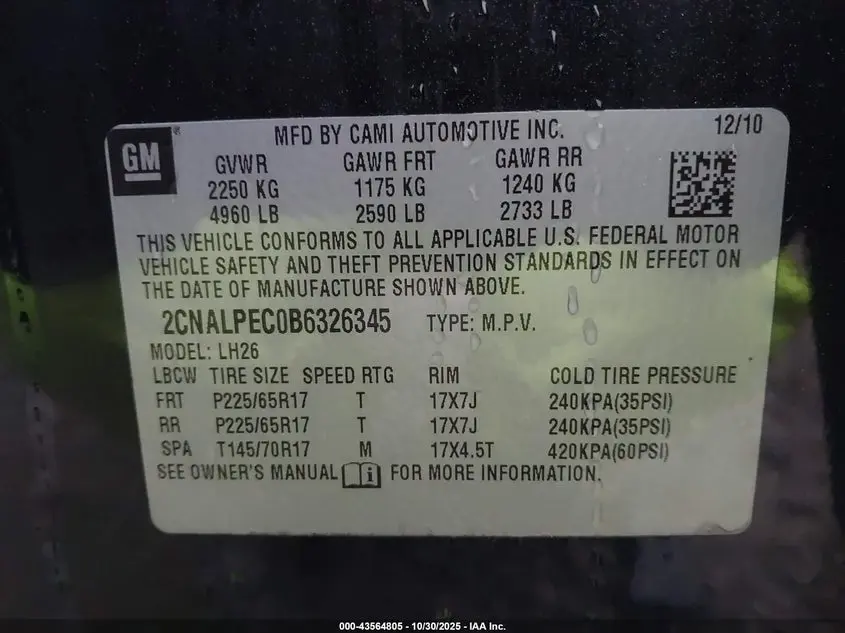 GM
MFD BY CAMI AUTOMOTIVE INC. 12/10
GVWR GAWR FRT GAWR RR
2250 KG 1175 KG 1240 KG
4960 LB 2590 LB 2733 LB
THIS VEHICLE CONFORMS TO ALL APPLICABLE U.S. FEDERAL MOTOR
VEHICLE SAFETY AND THEFT PREVENTION STANDARDS IN EFFECT ON
THE DATE OF MANUFACTURE SHOWN ABOVE.
2CNALPEC0B6326345 TYPE: M.P.V.
MODEL: LH26
LBCW TIRE SIZE SPEED RTG RIM COLD TIRE PRESSURE
FRT P225/65R17 T 17X7J 240KPA(35PSI)
RR P225/65R17 T 17X7J 240KPA(35PSI)
SPA T145/70R17 M 17X4.5T 420KPA(60PSI)
SEE OWNER'S MANUAL FOR MORE INFORMATION.
000-43564805 - 10/30/2025 - IAA Inc.